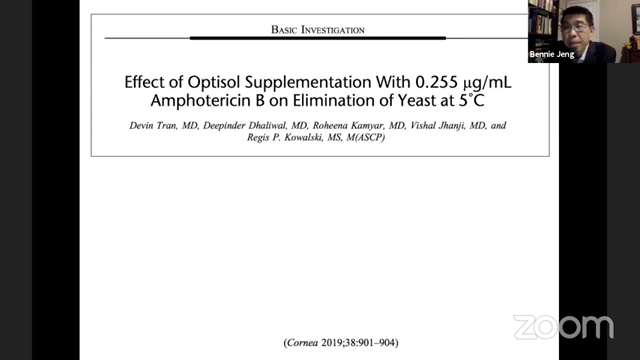 BASIC INVESTIGATION
Effect of Optisol Supplementation With 0.255 μg/mL
Amphotericin B on Elimination of Yeast at 5˚C
Devin Tran, MD, Deepinder Dhaliwal, MD, Roheena Kamyar, MD, Vishal Jhanji, MD, and
Regis P. Kowalski, MS, M(ASCP)
Bennie Jeng
(Cornea 2019;38:901–904)
zoom